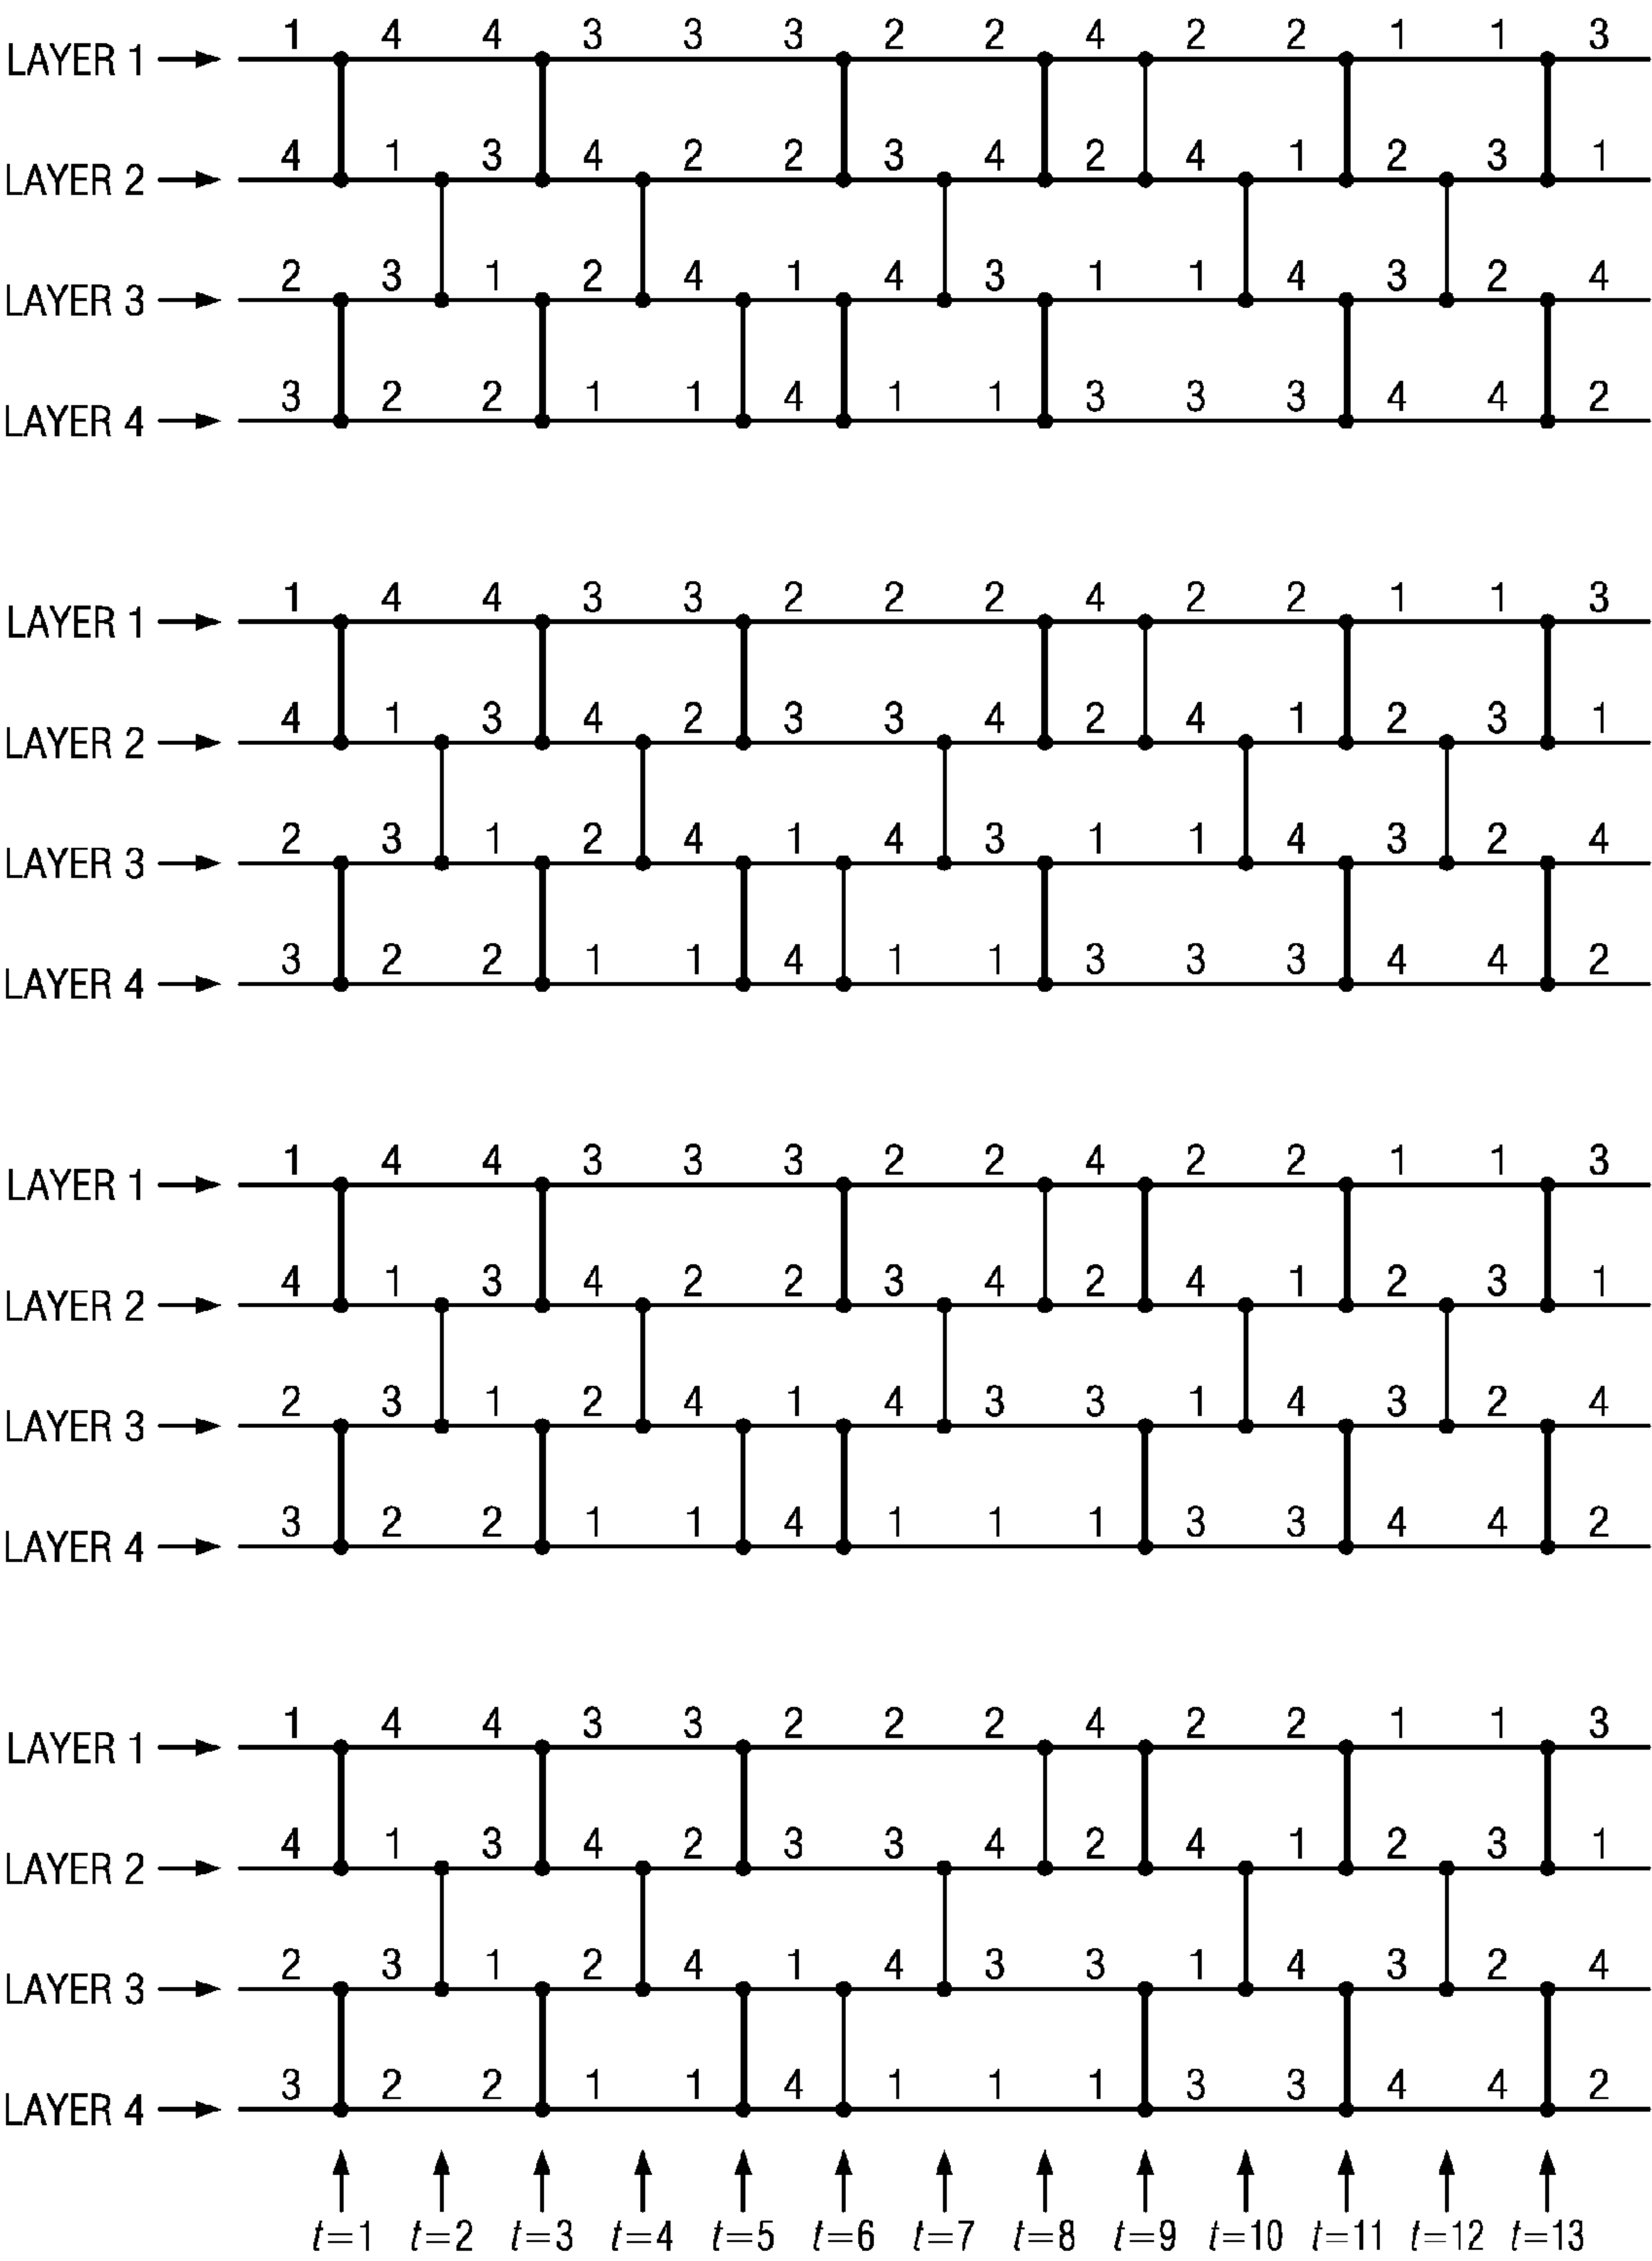 LAYER 1 1 4 4 3 3 3 2 2 4 2 2 1 1 3
LAYER 2 4 1 3 4 2 2 3 4 2 4 1 2 3 1
LAYER 3 2 3 1 2 4 1 4 3 1 1 4 3 2 4
LAYER 4 3 2 2 1 1 4 1 1 3 3 3 4 4 2
LAYER 1 1 4 4 3 3 2 2 2 4 2 2 1 1 3
LAYER 2 4 1 3 4 2 3 3 4 2 4 1 2 3 1
LAYER 3 2 3 1 2 4 1 4 3 1 1 4 3 2 4
LAYER 4 3 2 2 1 1 4 1 1 3 3 3 4 4 2
LAYER 1 1 4 4 3 3 3 2 2 4 2 2 1 1 3
LAYER 2 4 1 3 4 2 2 3 4 2 4 1 2 3 1
LAYER 3 2 3 1 2 4 1 4 3 3 1 4 3 2 4
LAYER 4 3 2 2 1 1 4 1 1 1 3 3 4 4 2
LAYER 1 1 4 4 3 3 2 2 2 4 2 2 1 1 3
LAYER 2 4 1 3 4 2 3 3 4 2 4 1 2 3 1
LAYER 3 2 3 1 2 4 1 4 3 3 1 4 3 2 4
LAYER 4 3 2 2 1 1 4 1 1 1 3 3 4 4 2
t=1 t=2 t=3 t=4 t=5 t=6 t=7 t=8 t=9 t=10 t=11 t=12 t=13